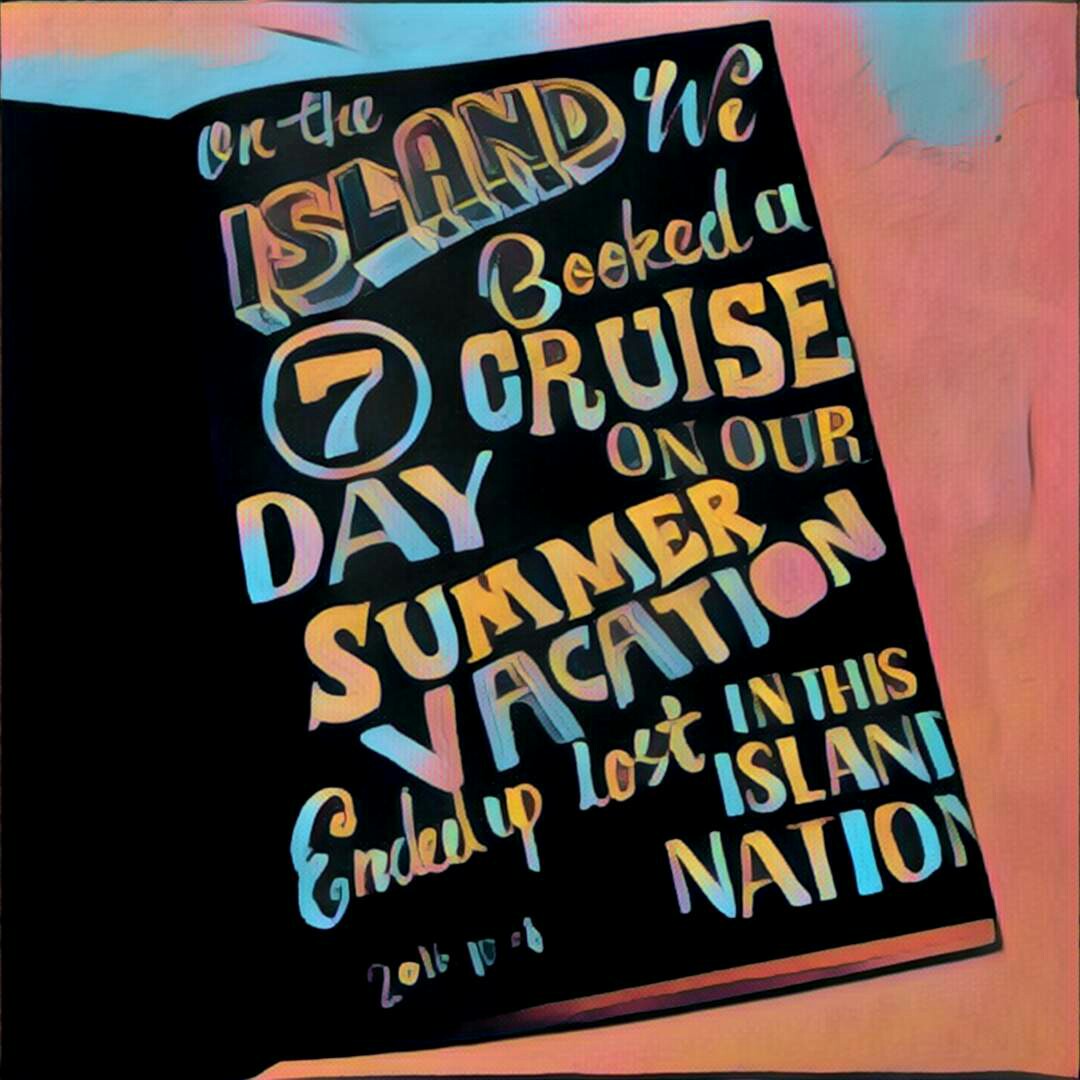 On the ISLAND We
Booked a
7 CRUISE
DAY ON OUR
SUMMER
VACATION
Ended up lost IN THIS
ISLAND
NATION